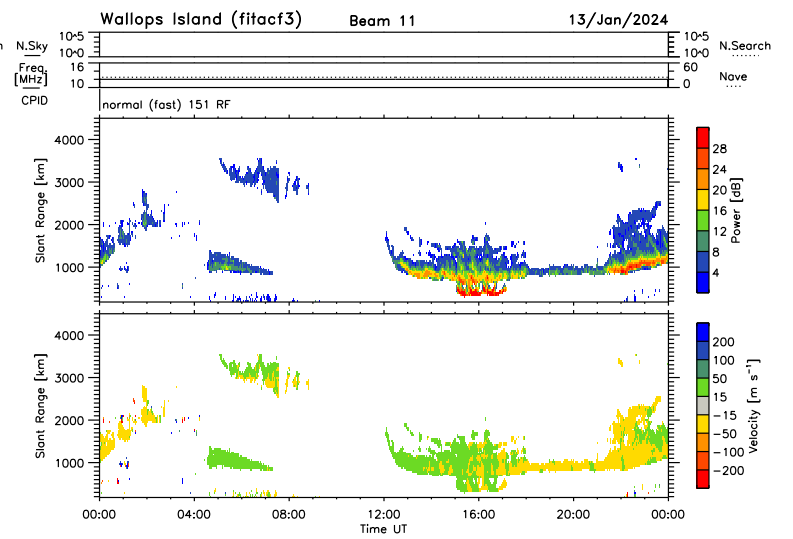 Wallops Island (fitacf3) Beam 11 13/Jan/2024
N.Sky 10^5 10^5 N.Search
10^0 10^0
Freq. 16 60 Nave
[MHz] 10 0
CPID normal (fast) 151 RF
Slant Range [km]
4000
3000
2000
1000
Power [dB]
28
24
20
16
12
8
4
Slant Range [km]
4000
3000
2000
1000
Velocity [m s⁻¹]
200
100
50
15
−15
−50
−100
−200
00:00 04:00 08:00 12:00 16:00 20:00 00:00
Time UT